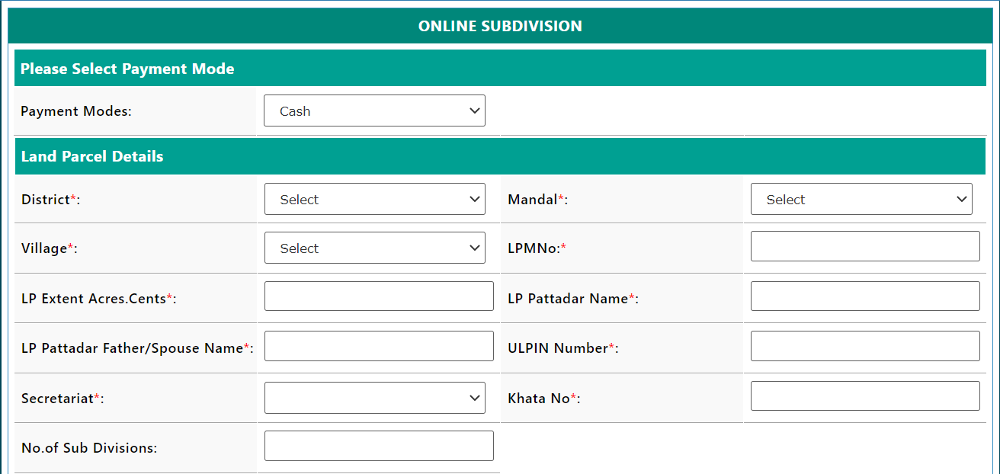 ONLINE SUBDIVISION
Please Select Payment Mode
Payment Modes: Cash
Land Parcel Details
District*: Select Mandal*: Select
Village*: Select LPMNo:*
LP Extent Acres.Cents*: LP Pattadar Name*:
LP Pattadar Father/Spouse Name*: ULPIN Number*:
Secretariat*: Khata No*:
No.of Sub Divisions: